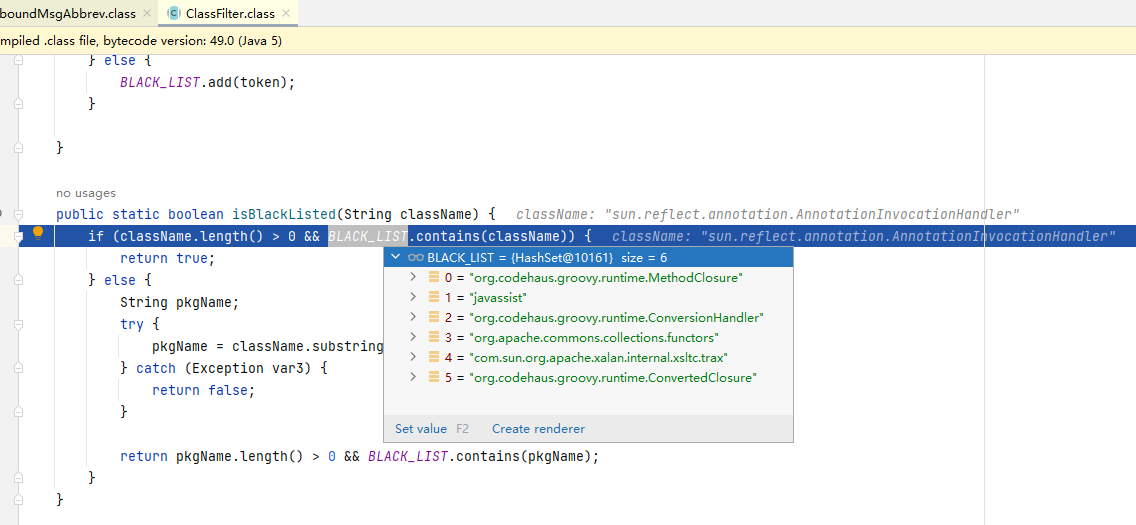 boundMsgAbbrev.class
ClassFilter.class
mpiled .class file, bytecode version: 49.0 (Java 5)
} else {
BLACK_LIST.add(token);
}
}
no usages
public static boolean isBlackListed(String className) { className: "sun.reflect.annotation.AnnotationInvocationHandler"
if (className.length() > 0 && BLACK_LIST.contains(className)) { className: "sun.reflect.annotation.AnnotationInvocationHandler"
return true;
BLACK_LIST = {HashSet@10161} size = 6
} else {
0 = "org.codehaus.groovy.runtime.MethodClosure"
String pkgName;
1 = "javassist"
try {
2 = "org.codehaus.groovy.runtime.ConversionHandler"
pkgName = className.substring
3 = "org.apache.commons.collections.functors"
} catch (Exception var3) {
4 = "com.sun.org.apache.xalan.internal.xsltc.trax"
return false;
5 = "org.codehaus.groovy.runtime.ConvertedClosure"
}
Set value F2 Create renderer
return pkgName.length() > 0 && BLACK_LIST.contains(pkgName);
}
}